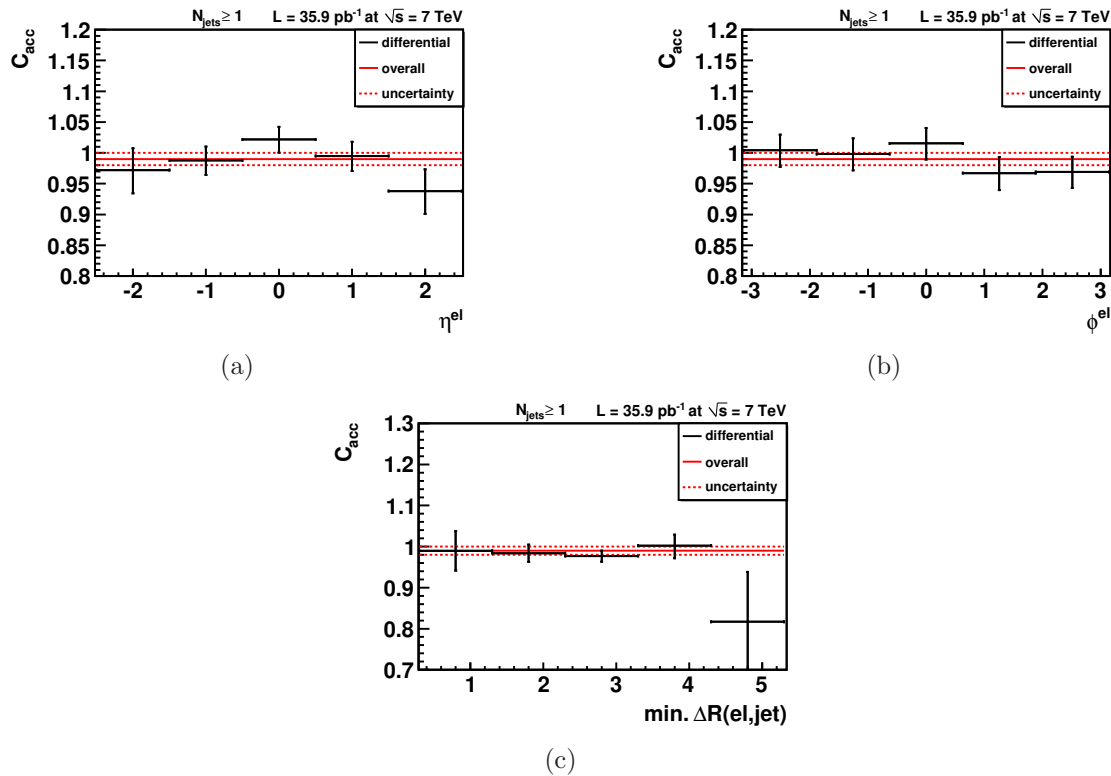 N_jets ≥ 1 L = 35.9 pb⁻¹ at √s = 7 TeV
C_acc
1.2
1.15
1.1
1.05
1
0.95
0.9
0.85
0.8
differential
overall
uncertainty
-2 -1 0 1 2
η^el
(a)
N_jets ≥ 1 L = 35.9 pb⁻¹ at √s = 7 TeV
C_acc
1.2
1.15
1.1
1.05
1
0.95
0.9
0.85
0.8
differential
overall
uncertainty
-3 -2 -1 0 1 2 3
ϕ^el
(b)
N_jets ≥ 1 L = 35.9 pb⁻¹ at √s = 7 TeV
C_acc
1.3
1.2
1.1
1
0.9
0.8
0.7
differential
overall
uncertainty
1 2 3 4 5
min. ΔR(el,jet)
(c)